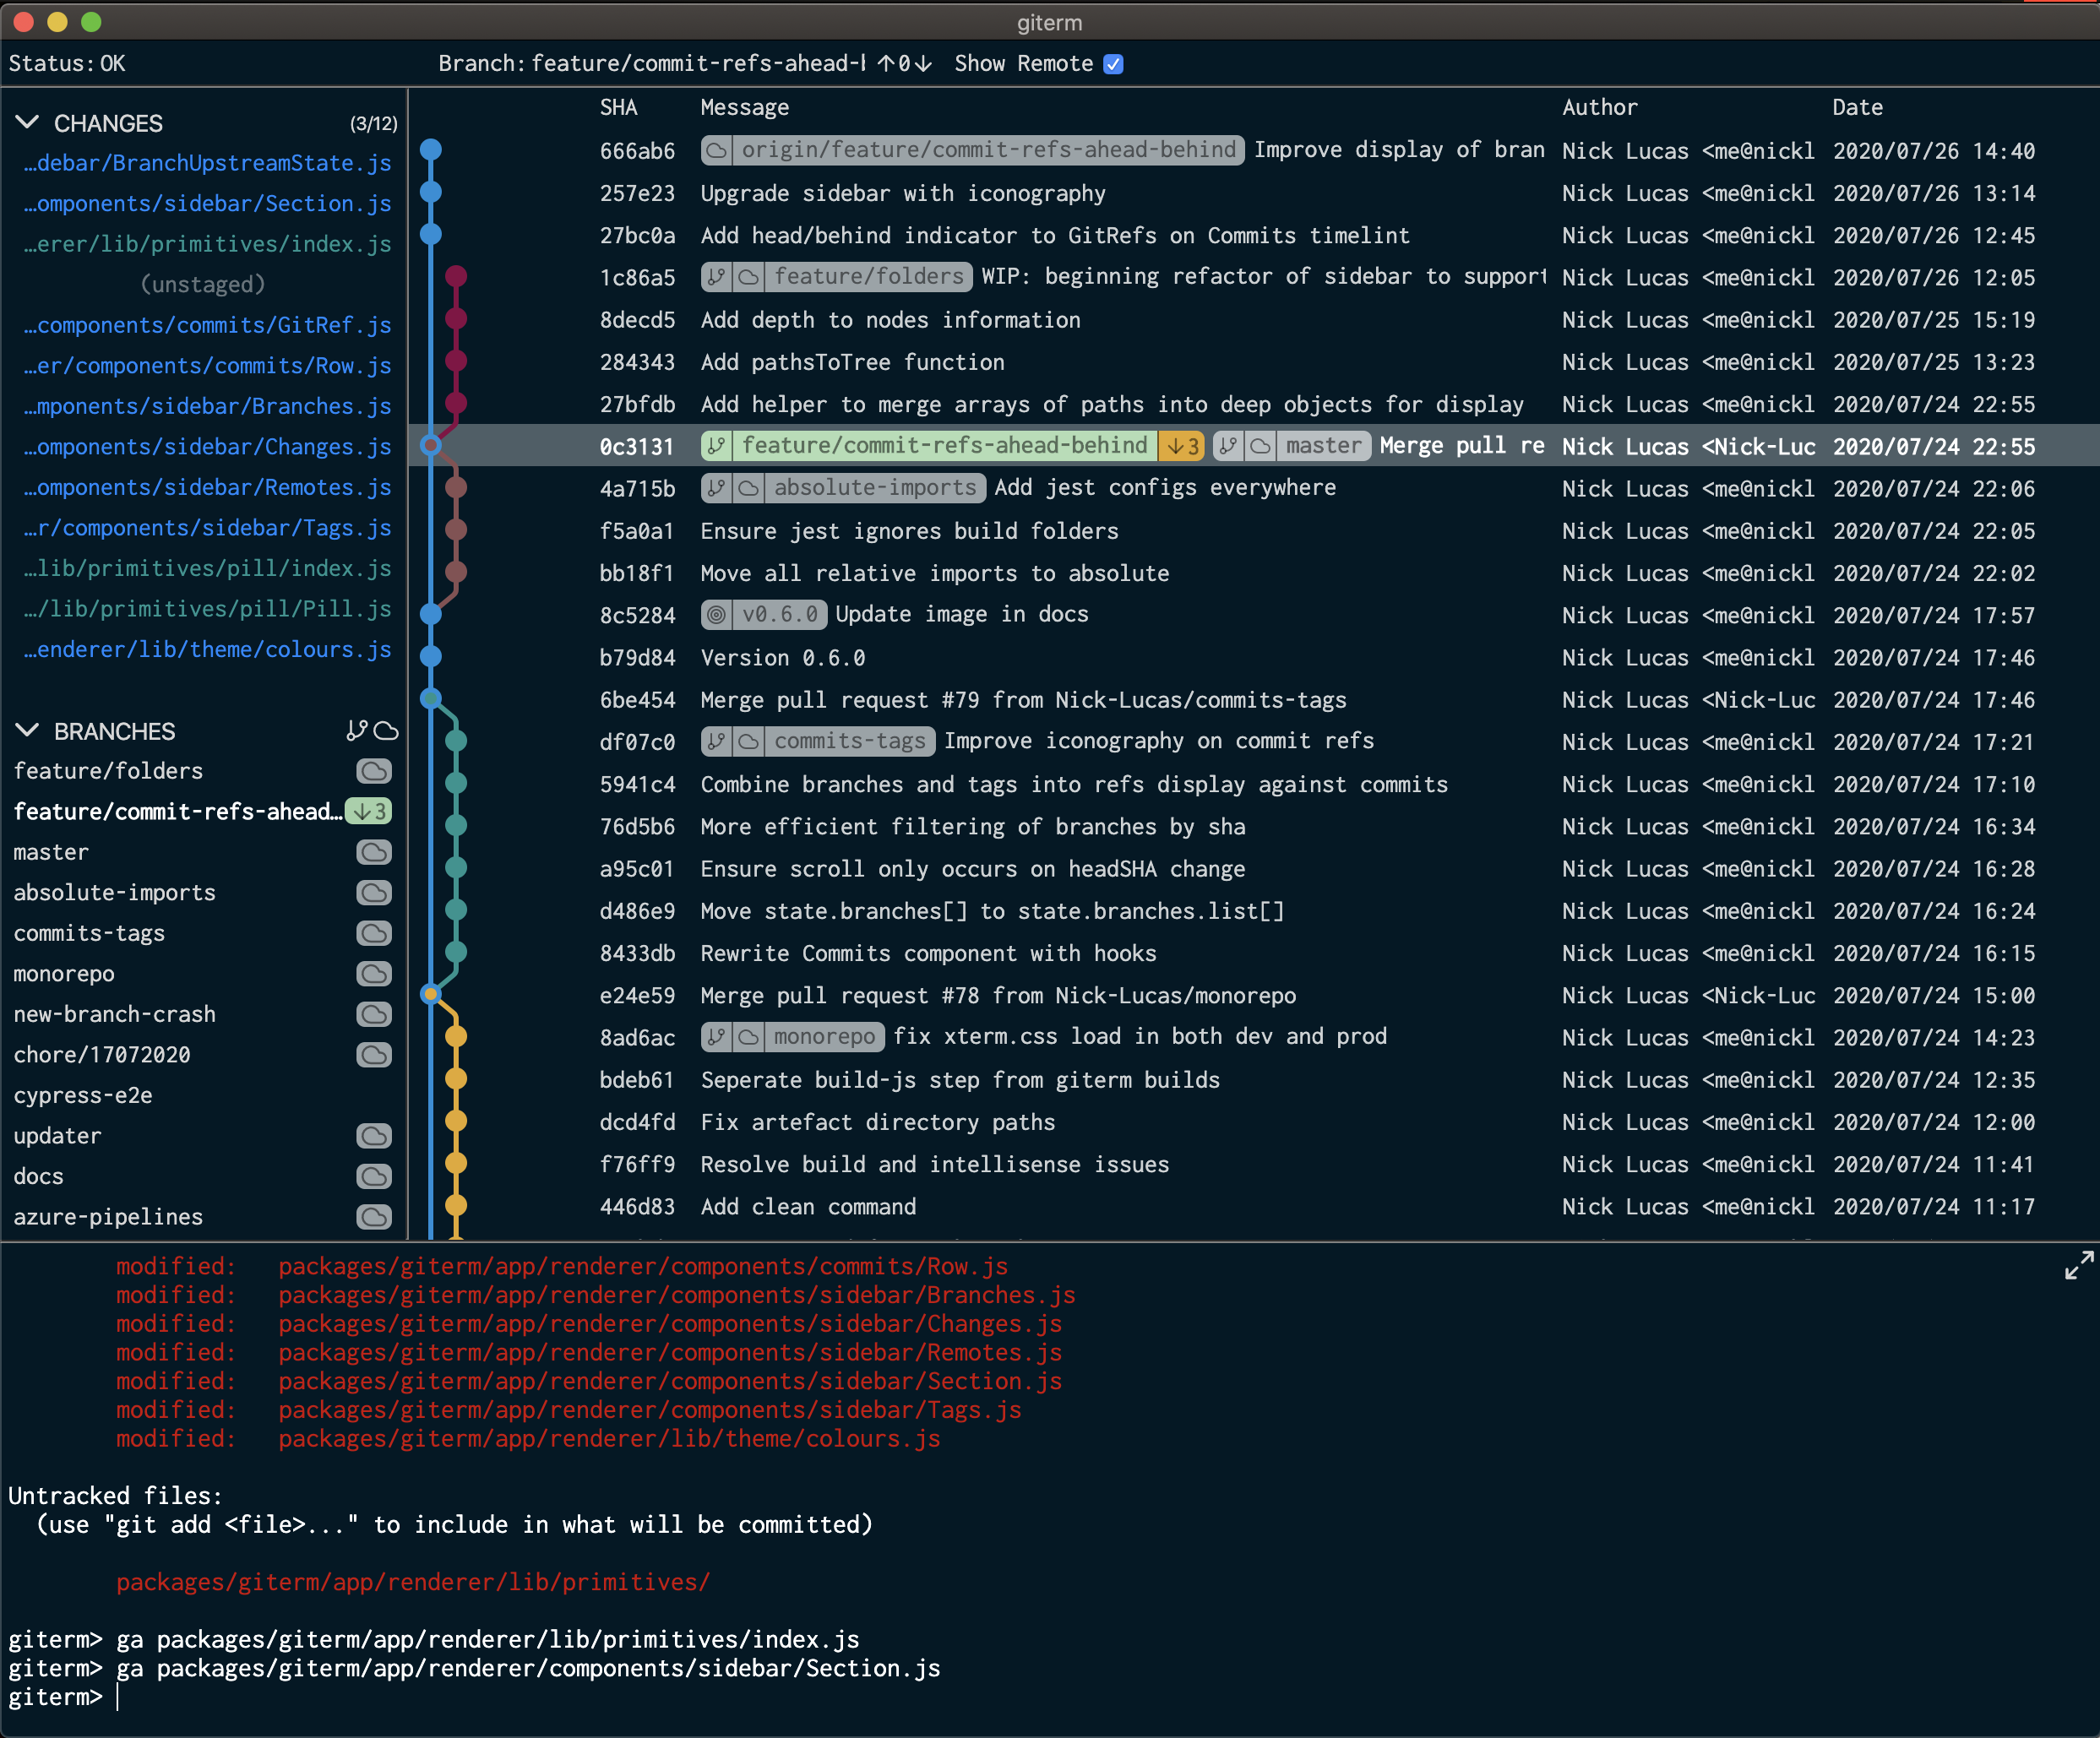 giterm
Status: OK
Branch: feature/commit-refs-ahead- ↑0↓ Show Remote
CHANGES (3/12)
…debar/BranchUpstreamState.js
…omponents/sidebar/Section.js
…erer/lib/primitives/index.js
(unstaged)
…components/commits/GitRef.js
…er/components/commits/Row.js
…mponents/sidebar/Branches.js
…omponents/sidebar/Changes.js
…omponents/sidebar/Remotes.js
…r/components/sidebar/Tags.js
…lib/primitives/pill/index.js
…/lib/primitives/pill/Pill.js
…enderer/lib/theme/colours.js
BRANCHES
feature/folders
feature/commit-refs-ahead… ↓3
master
absolute-imports
commits-tags
monorepo
new-branch-crash
chore/17072020
cypress-e2e
updater
docs
azure-pipelines
SHA Message Author Date
666ab6 origin/feature/commit-refs-ahead-behind Improve display of bran Nick Lucas <me@nickl 2020/07/26 14:40
257e23 Upgrade sidebar with iconography Nick Lucas <me@nickl 2020/07/26 13:14
27bc0a Add head/behind indicator to GitRefs on Commits timelint Nick Lucas <me@nickl 2020/07/26 12:45
1c86a5 feature/folders WIP: beginning refactor of sidebar to support Nick Lucas <me@nickl 2020/07/26 12:05
8decd5 Add depth to nodes information Nick Lucas <me@nickl 2020/07/25 15:19
284343 Add pathsToTree function Nick Lucas <me@nickl 2020/07/25 13:23
27bfdb Add helper to merge arrays of paths into deep objects for display Nick Lucas <me@nickl 2020/07/24 22:55
0c3131 feature/commit-refs-ahead-behind ↓3 master Merge pull re Nick Lucas <Nick-Luc 2020/07/24 22:55
4a715b absolute-imports Add jest configs everywhere Nick Lucas <me@nickl 2020/07/24 22:06
f5a0a1 Ensure jest ignores build folders Nick Lucas <me@nickl 2020/07/24 22:05
bb18f1 Move all relative imports to absolute Nick Lucas <me@nickl 2020/07/24 22:02
8c5284 v0.6.0 Update image in docs Nick Lucas <me@nickl 2020/07/24 17:57
b79d84 Version 0.6.0 Nick Lucas <me@nickl 2020/07/24 17:46
6be454 Merge pull request #79 from Nick-Lucas/commits-tags Nick Lucas <Nick-Luc 2020/07/24 17:46
df07c0 commits-tags Improve iconography on commit refs Nick Lucas <me@nickl 2020/07/24 17:21
5941c4 Combine branches and tags into refs display against commits Nick Lucas <me@nickl 2020/07/24 17:10
76d5b6 More efficient filtering of branches by sha Nick Lucas <me@nickl 2020/07/24 16:34
a95c01 Ensure scroll only occurs on headSHA change Nick Lucas <me@nickl 2020/07/24 16:28
d486e9 Move state.branches[] to state.branches.list[] Nick Lucas <me@nickl 2020/07/24 16:24
8433db Rewrite Commits component with hooks Nick Lucas <me@nickl 2020/07/24 16:15
e24e59 Merge pull request #78 from Nick-Lucas/monorepo Nick Lucas <Nick-Luc 2020/07/24 15:00
8ad6ac monorepo fix xterm.css load in both dev and prod Nick Lucas <me@nickl 2020/07/24 14:23
bdeb61 Seperate build-js step from giterm builds Nick Lucas <me@nickl 2020/07/24 12:35
dcd4fd Fix artefact directory paths Nick Lucas <me@nickl 2020/07/24 12:00
f76ff9 Resolve build and intellisense issues Nick Lucas <me@nickl 2020/07/24 11:41
446d83 Add clean command Nick Lucas <me@nickl 2020/07/24 11:17
modified: packages/giterm/app/renderer/components/commits/Row.js
modified: packages/giterm/app/renderer/components/sidebar/Branches.js
modified: packages/giterm/app/renderer/components/sidebar/Changes.js
modified: packages/giterm/app/renderer/components/sidebar/Remotes.js
modified: packages/giterm/app/renderer/components/sidebar/Section.js
modified: packages/giterm/app/renderer/components/sidebar/Tags.js
modified: packages/giterm/app/renderer/lib/theme/colours.js
Untracked files:
(use "git add <file>..." to include in what will be committed)
packages/giterm/app/renderer/lib/primitives/
giterm> ga packages/giterm/app/renderer/lib/primitives/index.js
giterm> ga packages/giterm/app/renderer/components/sidebar/Section.js
giterm>